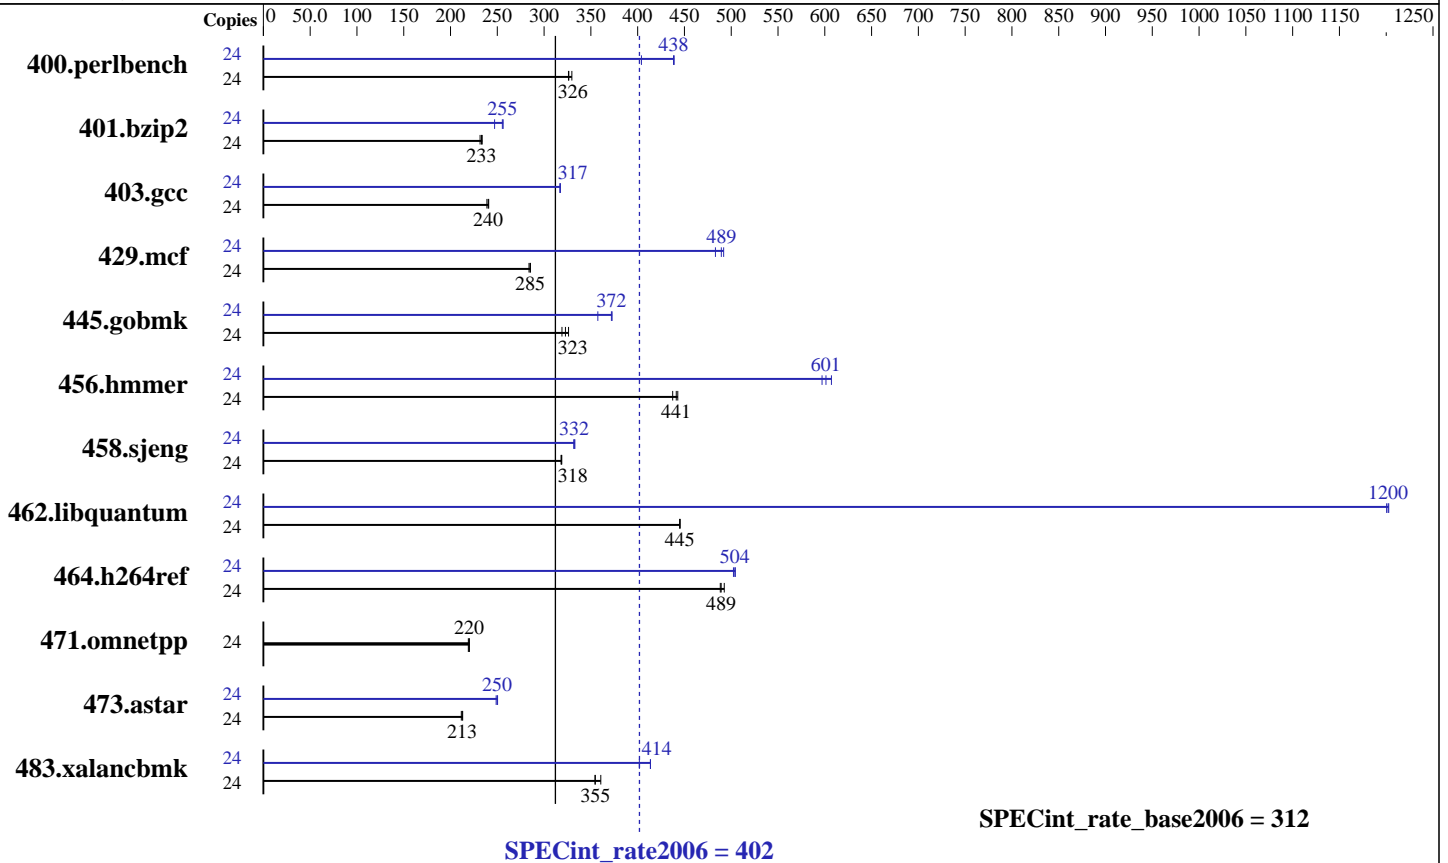 Copies 0 50.0 100 150 200 250 300 350 400 450 500 550 600 650 700 750 800 850 900 950 1000 1050 1100 1150 1250
24 438
400.perlbench
24
326
24 255
401.bzip2
24
233
24 317
403.gcc
24
240
24 489
429.mcf
24
285
24 372
445.gobmk
24
323
24 601
456.hmmer
24
441
24 332
458.sjeng
24
318
24 1200
462.libquantum
24
445
24 504
464.h264ref
24
489
220
471.omnetpp 24
24 250
473.astar
24
213
24 414
483.xalancbmk
24
355
SPECint_rate_base2006 = 312
SPECint_rate2006 = 402